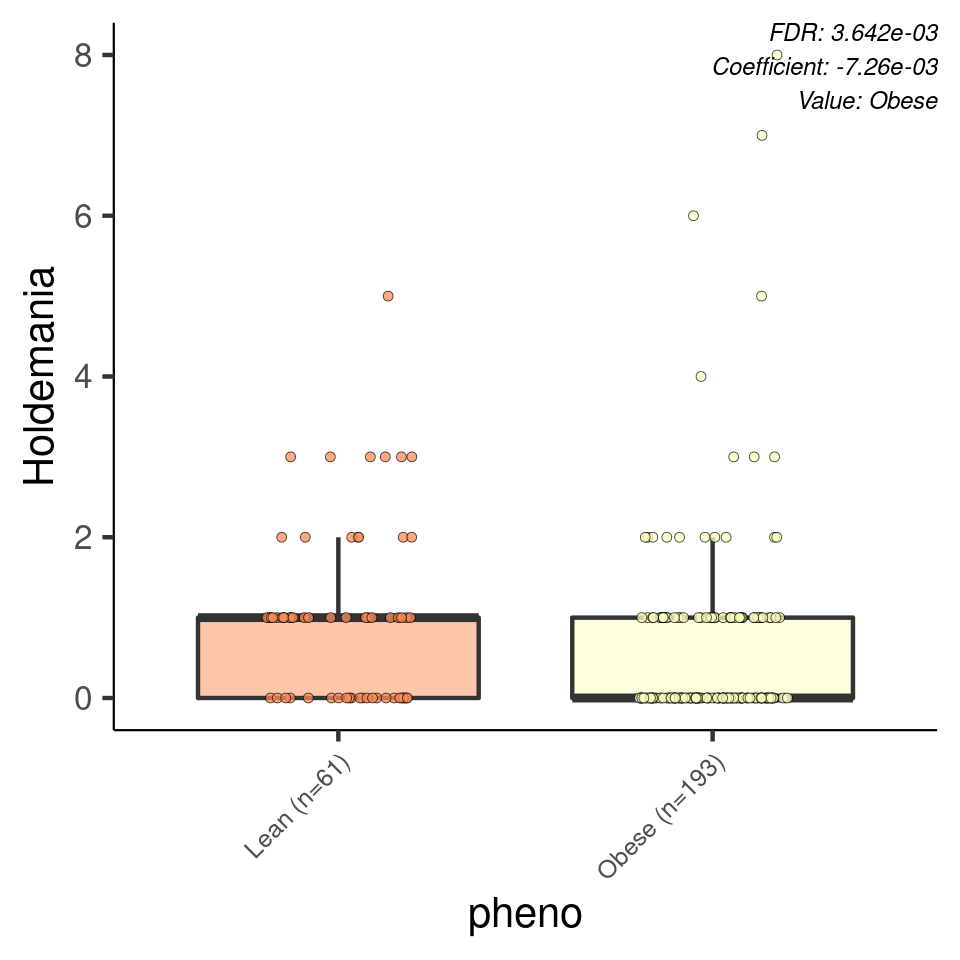 FDR: 3.642e-03
Coefficient: -7.26e-03
Value: Obese
8
6
4
2
0
Holdemania
Lean (n=61)
Obese (n=193)
pheno